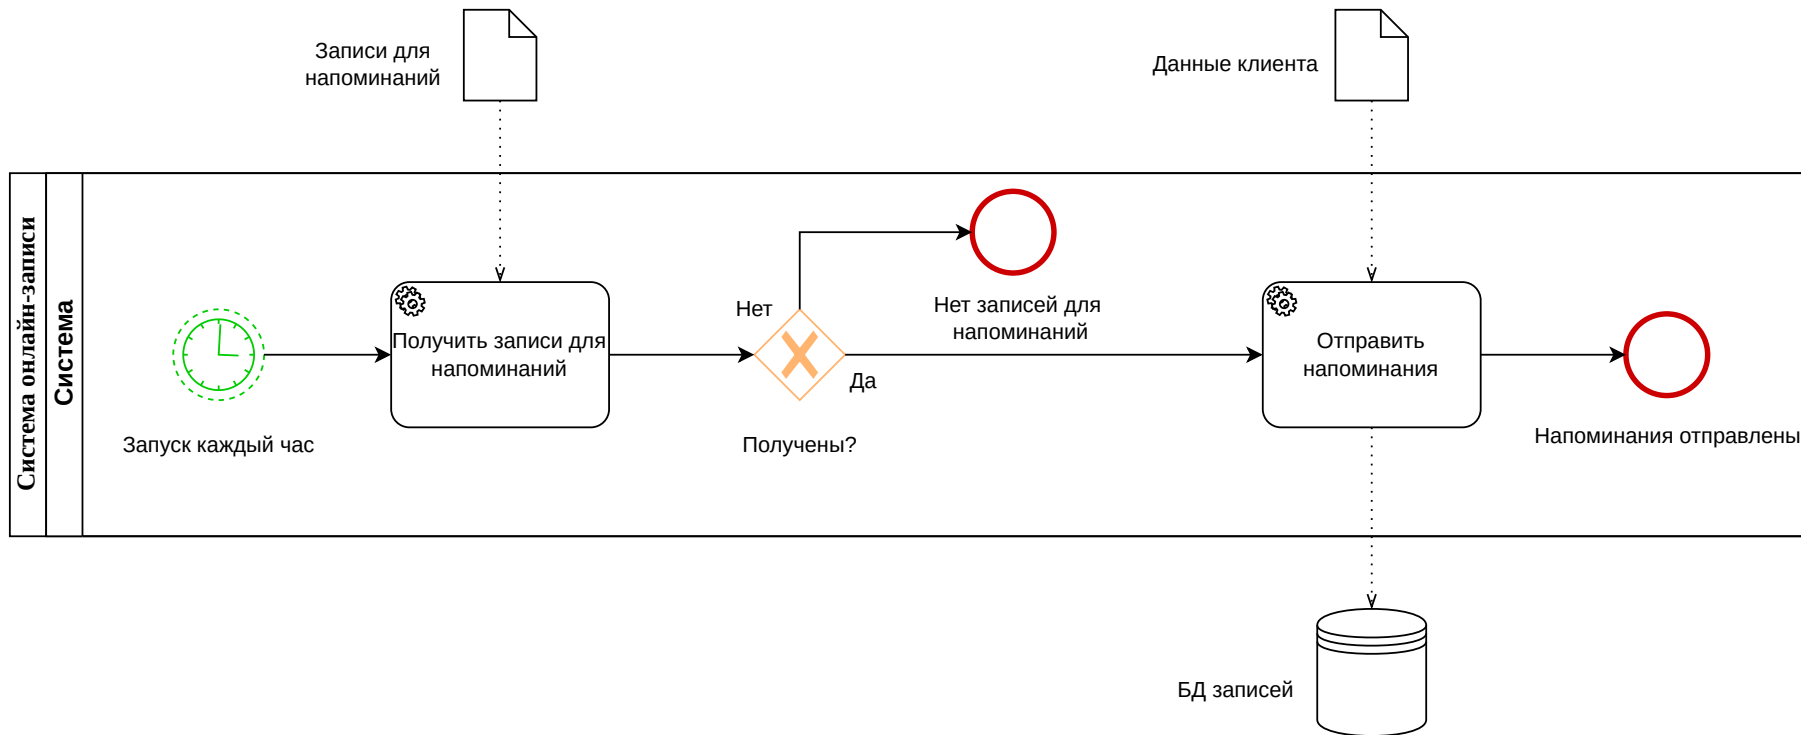 Записи для
напоминаний
Данные клиента
Система онлайн-записи
Система
Нет
Нет записей для
напоминаний
Получить записи для
напоминаний
Отправить
напоминания
Да
Запуск каждый час
Получены?
Напоминания отправлены
БД записей